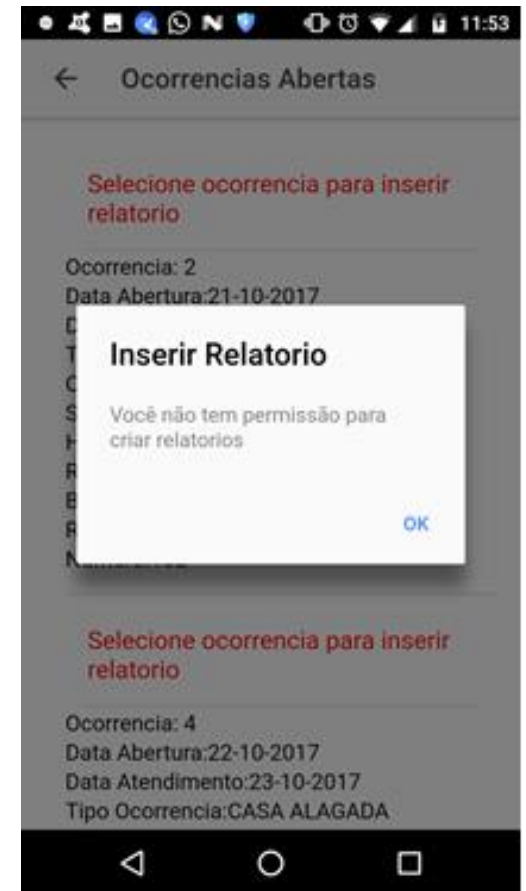 11:53
Ocorrencias Abertas
Selecione ocorrencia para inserir
relatorio
Ocorrencia: 2
Data Abertura:21-10-2017
Inserir Relatorio
Você não tem permissão para
criar relatorios
OK
Selecione ocorrencia para inserir
relatorio
Ocorrencia: 4
Data Abertura:22-10-2017
Data Atendimento:23-10-2017
Tipo Ocorrencia:CASA ALAGADA